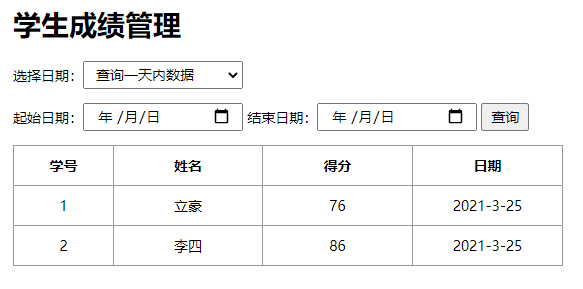 学生成绩管理
选择日期： 查询一天内数据
起始日期： 年 /月/日 结束日期： 年 /月/日 查询
学号 姓名 得分 日期
1 立豪 76 2021-3-25
2 李四 86 2021-3-25